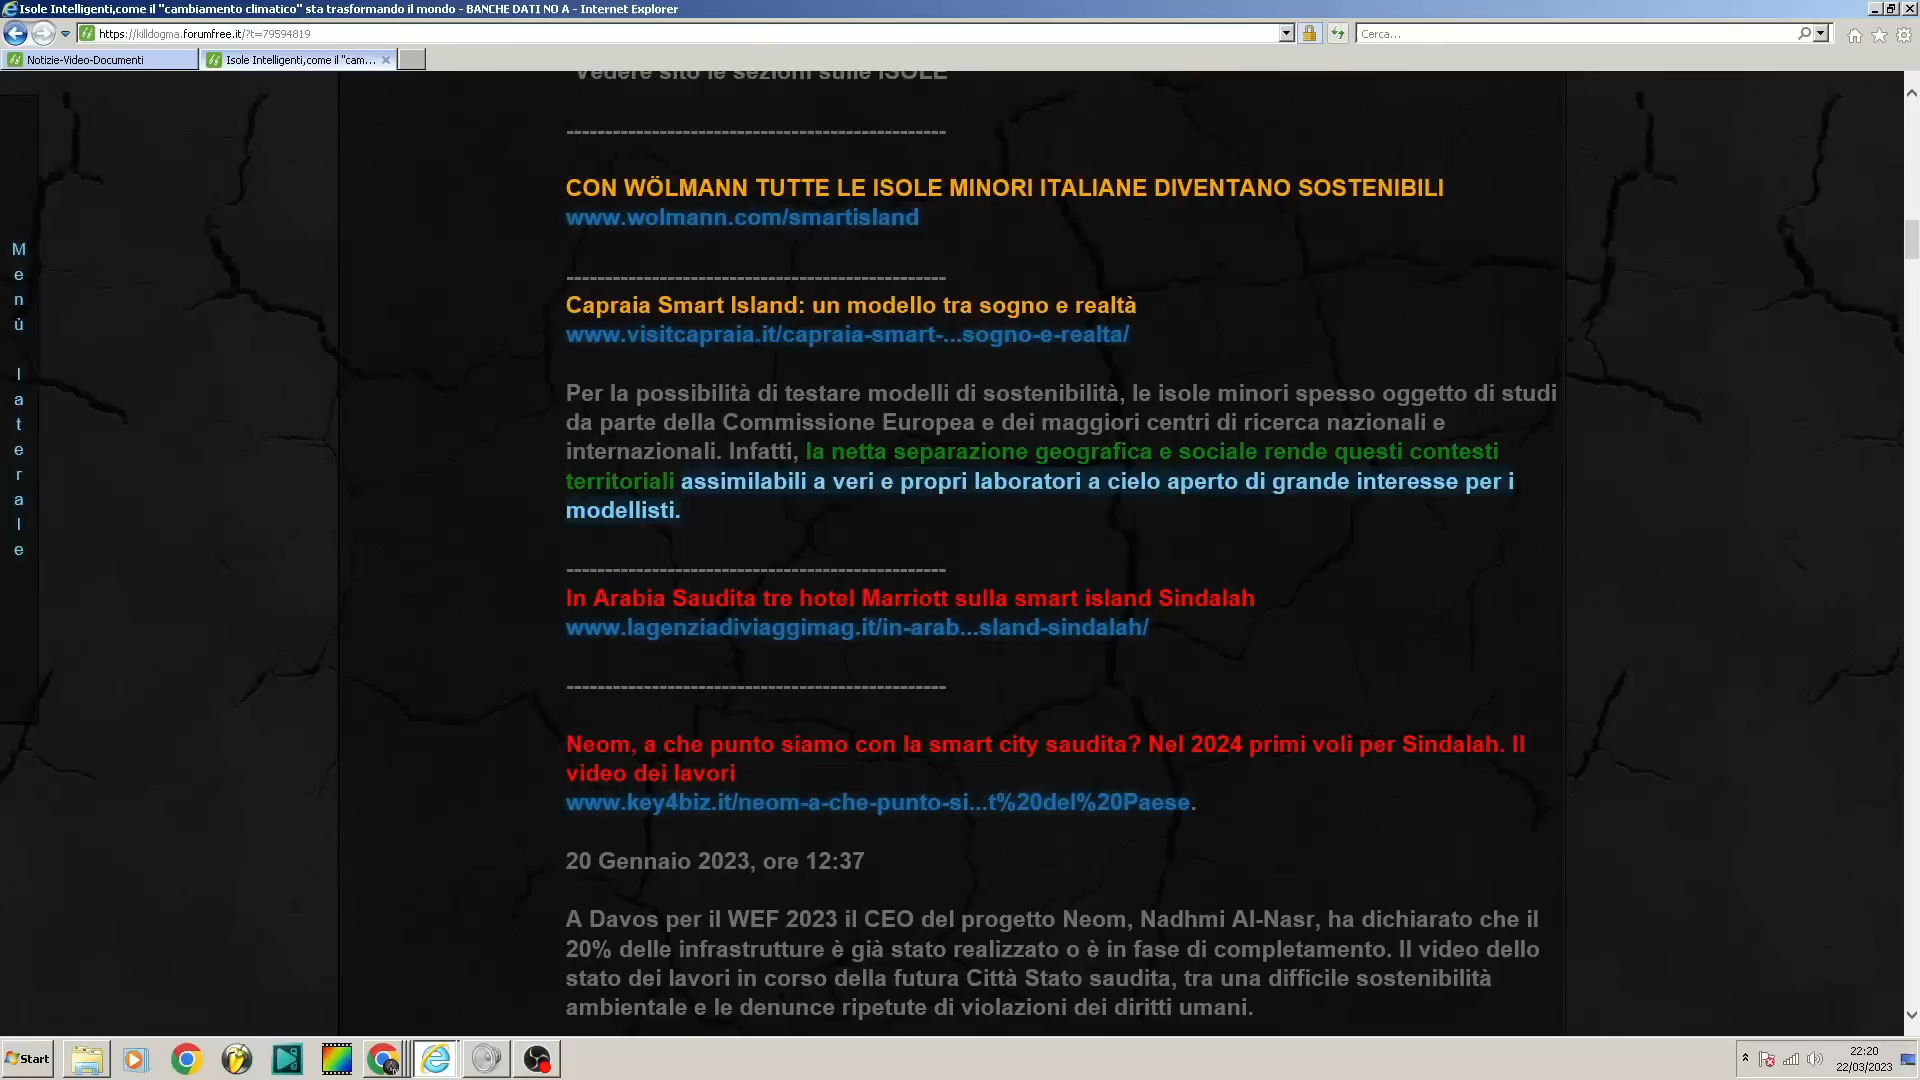 Isole Intelligenti,come il "cambiamento climatico" sta trasformando il mondo - BANCHE DATI NO A - Internet Explorer
https://killdogma.forumfree.it/?t=79594819
Cerca...
Notizie-Video-Documenti
Isole Intelligenti,come il "cam...
Vedere sito le sezioni sulle ISOLE
-------------------------------------------------
CON WÖLMANN TUTTE LE ISOLE MINORI ITALIANE DIVENTANO SOSTENIBILI
www.wolmann.com/smartisland
-------------------------------------------------
Capraia Smart Island: un modello tra sogno e realtà
www.visitcapraia.it/capraia-smart-...sogno-e-realta/
Per la possibilità di testare modelli di sostenibilità, le isole minori spesso oggetto di studi
da parte della Commissione Europea e dei maggiori centri di ricerca nazionali e
internazionali. Infatti, la netta separazione geografica e sociale rende questi contesti
territoriali assimilabili a veri e propri laboratori a cielo aperto di grande interesse per i
modellisti.
-------------------------------------------------
In Arabia Saudita tre hotel Marriott sulla smart island Sindalah
www.lagenziadiviaggimag.it/in-arab...sland-sindalah/
-------------------------------------------------
Neom, a che punto siamo con la smart city saudita? Nel 2024 primi voli per Sindalah. Il
video dei lavori
www.key4biz.it/neom-a-che-punto-si...t%20del%20Paese.
20 Gennaio 2023, ore 12:37
A Davos per il WEF 2023 il CEO del progetto Neom, Nadhmi Al-Nasr, ha dichiarato che il
20% delle infrastrutture è già stato realizzato o è in fase di completamento. Il video dello
stato dei lavori in corso della futura Città Stato saudita, tra una difficile sostenibilità
ambientale e le denunce ripetute di violazioni dei diritti umani.
Menù laterale
Start
22:20
22/03/2023